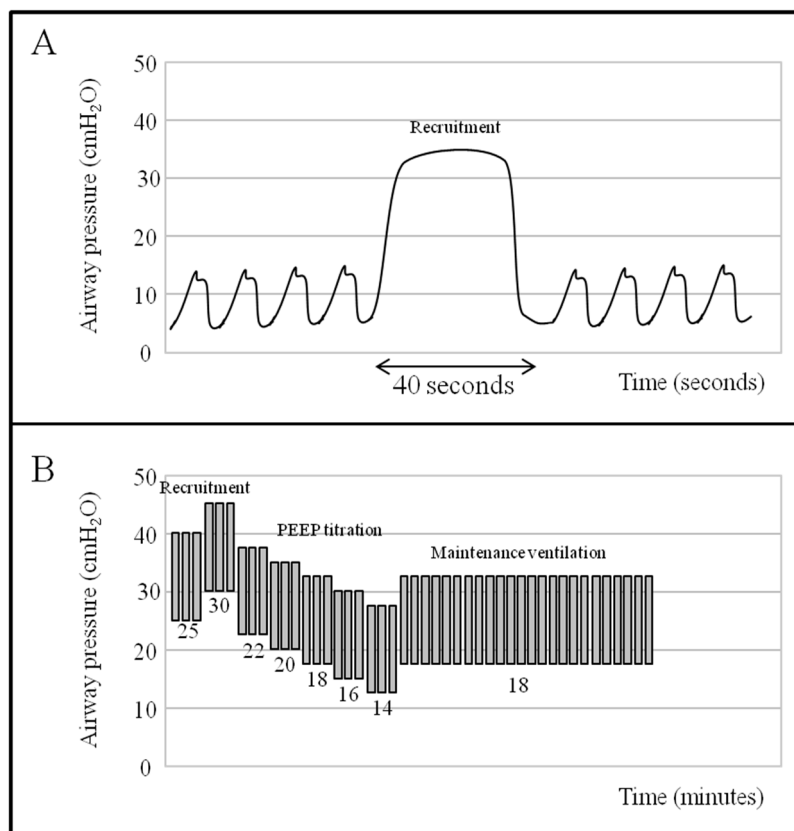 A
Airway pressure (cmH₂O)
50
40
30
20
10
0
Recruitment
40 seconds
Time (seconds)
B
Airway pressure (cmH₂O)
50
40
30
20
10
0
Recruitment
PEEP titration
Maintenance ventilation
25
30
22
20
18
16
14
18
Time (minutes)